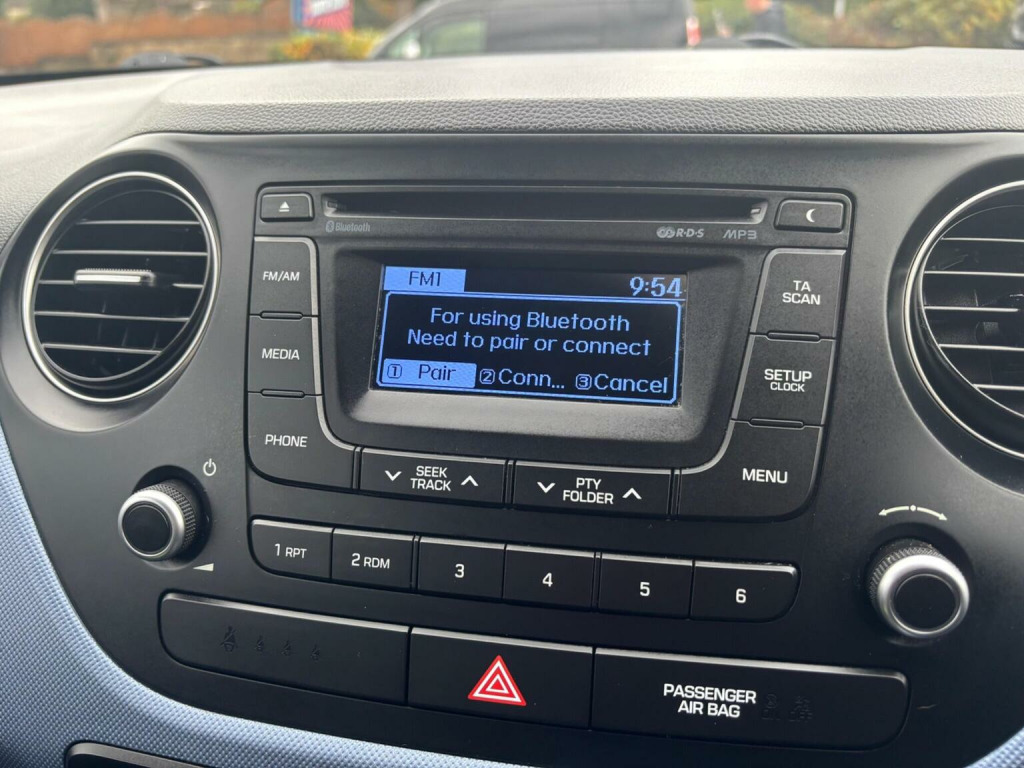 Bluetooth
R·D·S
MP3
FM/AM
MEDIA
PHONE
FM1
9:54
For using Bluetooth
Need to pair or connect
① Pair ②Conn... ③Cancel
TA
SCAN
SETUP
CLOCK
MENU
SEEK
TRACK
PTY
FOLDER
1 RPT
2 RDM
3
4
5
6
PASSENGER
AIR BAG